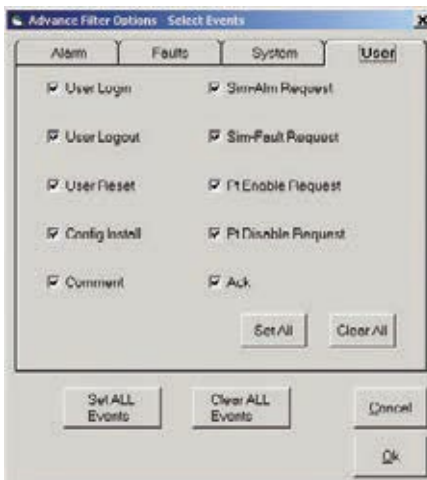 Advance Filter Options Select Events
Alarm Faults System User
User Login Sim-Alm Request
User Logout Sim-Fault Request
User Reset Pt Enable Request
Config Install Pt Disable Request
Comment Ack
Set All Clear All
Set ALL Events Clear ALL Events Cancel
Ok